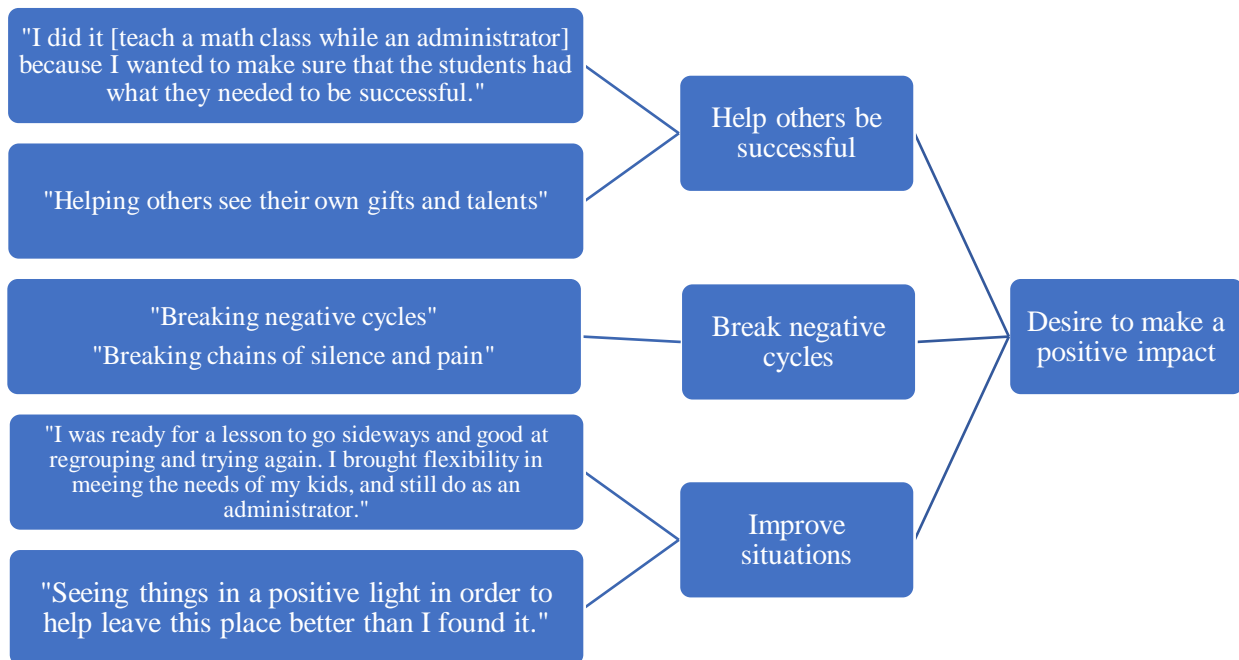 "I did it [teach a math class while an administrator]
because I wanted to make sure that the students had
what they needed to be successful."
"Helping others see their own gifts and talents"
"Breaking negative cycles"
"Breaking chains of silence and pain"
"I was ready for a lesson to go sideways and good at
regrouping and trying again. I brought flexibility in
meeing the needs of my kids, and still do as an
administrator."
"Seeing things in a positive light in order to
help leave this place better than I found it."
Help others be
successful
Break negative
cycles
Improve
situations
Desire to make a
positive impact